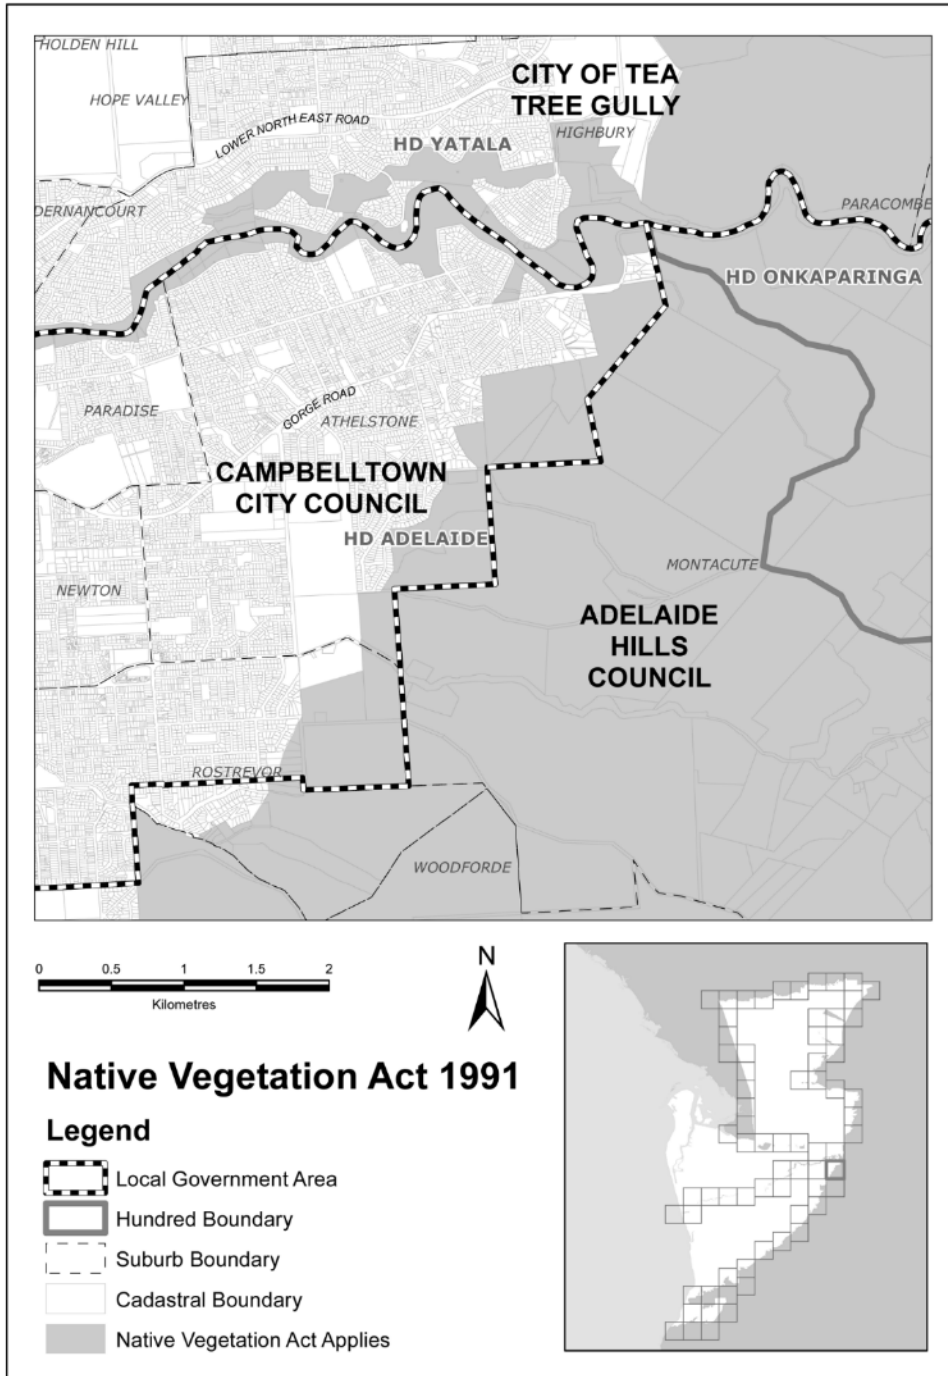 HOLDEN HILL
CITY OF TEA
TREE GULLY
HOPE VALLEY
LOWER NORTH EAST ROAD
HIGHBURY
HD YATALA
DERNANCOURT
PARACOMBE
HD ONKAPARINGA
PARADISE
GORGE ROAD
ATHELSTONE
CAMPBELLTOWN
CITY COUNCIL
HD ADELAIDE
MONTACUTE
NEWTON
ADELAIDE
HILLS
COUNCIL
ROSTREVOR
WOODFORDE
0 0.5 1 1.5 2
Kilometres
N
Native Vegetation Act 1991
Legend
Local Government Area
Hundred Boundary
Suburb Boundary
Cadastral Boundary
Native Vegetation Act Applies